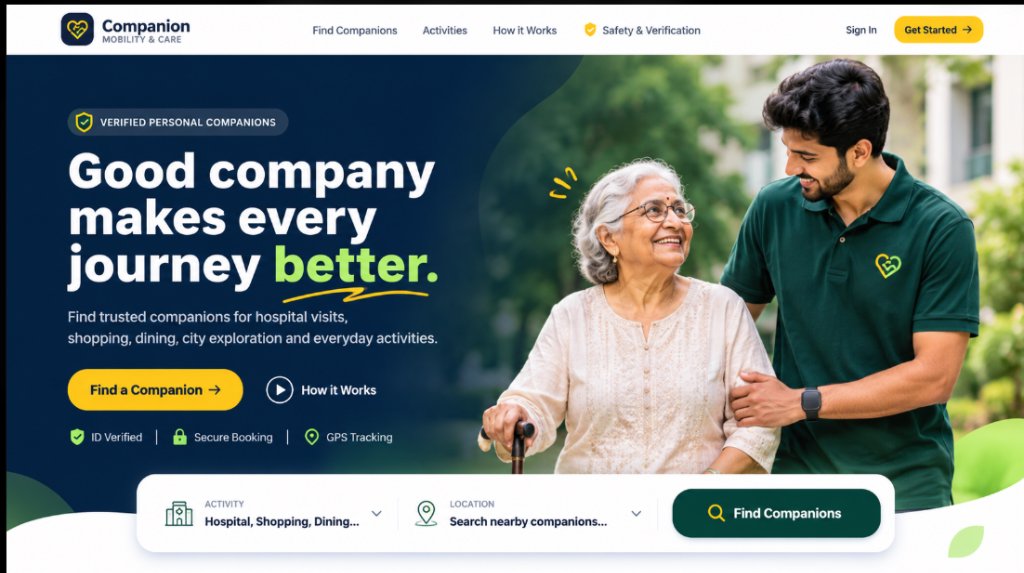 Companion
MOBILITY & CARE
Find Companions
Activities
How it Works
Safety & Verification
Sign In
Get Started →
VERIFIED PERSONAL COMPANIONS
Good company
makes every
journey better.
Find trusted companions for hospital visits,
shopping, dining, city exploration and everyday activities.
Find a Companion →
How it Works
ID Verified
Secure Booking
GPS Tracking
ACTIVITY
Hospital, Shopping, Dining...
LOCATION
Search nearby companions...
Find Companions